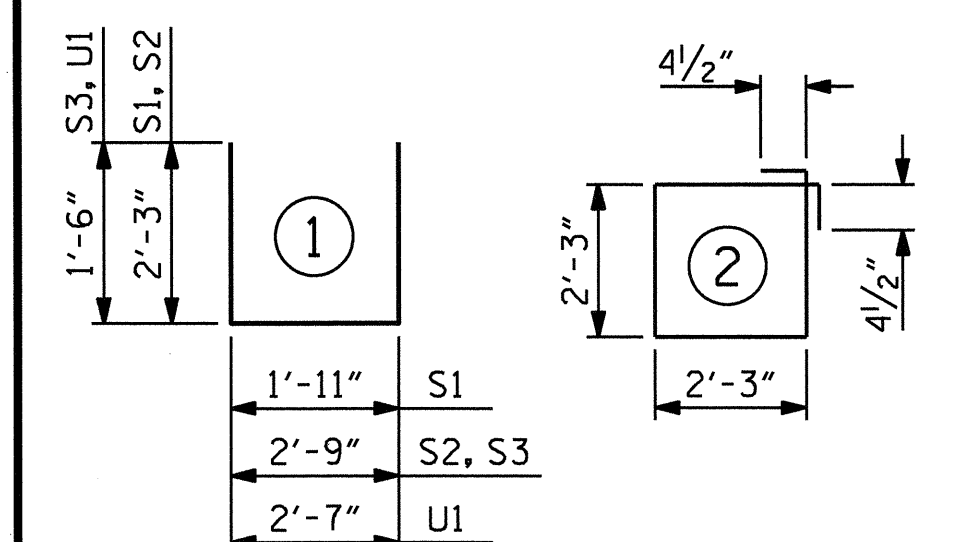 S3, U1
S1, S2
1'-6"
2'-3"
1
1'-11" S1
2'-9" S2, S3
2'-7" U1
4½"
2'-3"
2
4½"
2'-3"